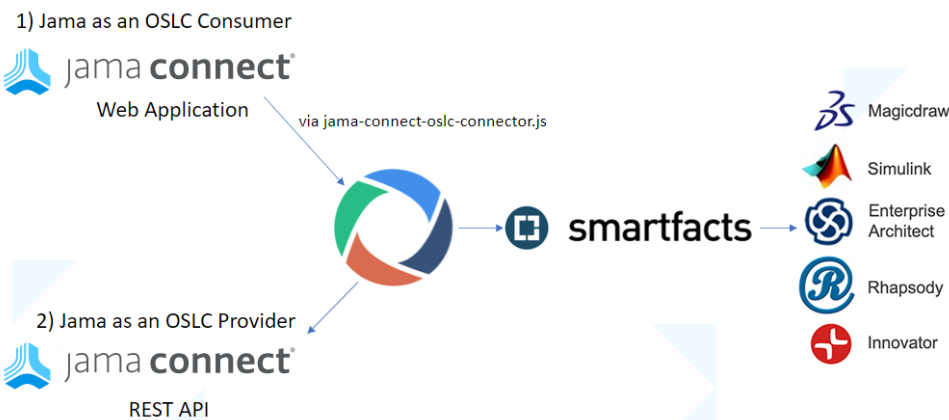 1) Jama as an OSLC Consumer
jama connect®
Web Application
via jama-connect-oslc-connector.js
smartfacts
Magicdraw
Simulink
Enterprise
Architect
Rhapsody
Innovator
2) Jama as an OSLC Provider
jama connect®
REST API